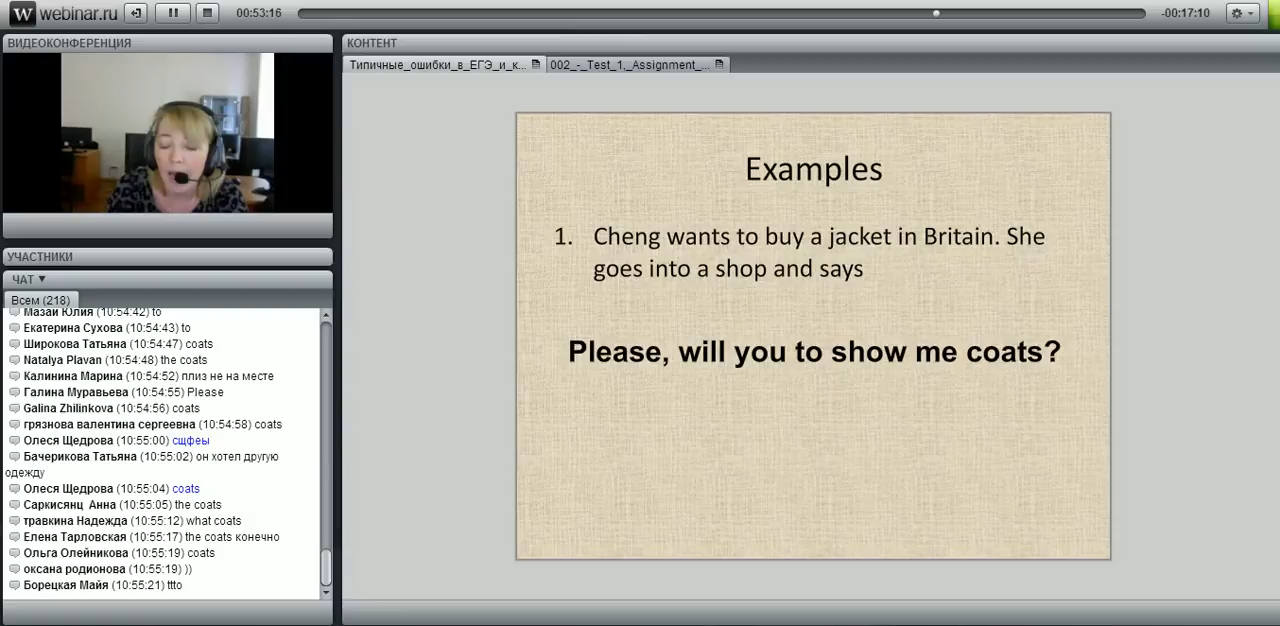 webinar.ru
00:53:16
-00:17:10
ВИДЕОКОНФЕРЕНЦИЯ
УЧАСТНИКИ
ЧАТ ▼
Всем (218)
Мазай Юлия (10:54:42) to
Екатерина Сухова (10:54:43) to
Широкова Татьяна (10:54:47) coats
Natalya Plavan (10:54:48) the coats
Калинина Марина (10:54:52) плиз не на месте
Галина Муравьева (10:54:55) Please
Galina Zhilinkova (10:54:56) coats
грязнова валентина сергеевна (10:54:58) coats
Олеся Щедрова (10:55:00) сщфеы
Бачерикова Татьяна (10:55:02) он хотел другую
одежду
Олеся Щедрова (10:55:04) coats
Саркисянц Анна (10:55:05) the coats
травкина Надежда (10:55:12) what coats
Елена Тарловская (10:55:17) the coats конечно
Ольга Олейникова (10:55:19) coats
оксана родионова (10:55:19) ))
Борецкая Майя (10:55:21) ttto
КОНТЕНТ
Типичные_ошибки_в_ЕГЭ_и_к...
002_-_Test_1,_Assignment_...
Examples
1. Cheng wants to buy a jacket in Britain. She
goes into a shop and says
Please, will you to show me coats?